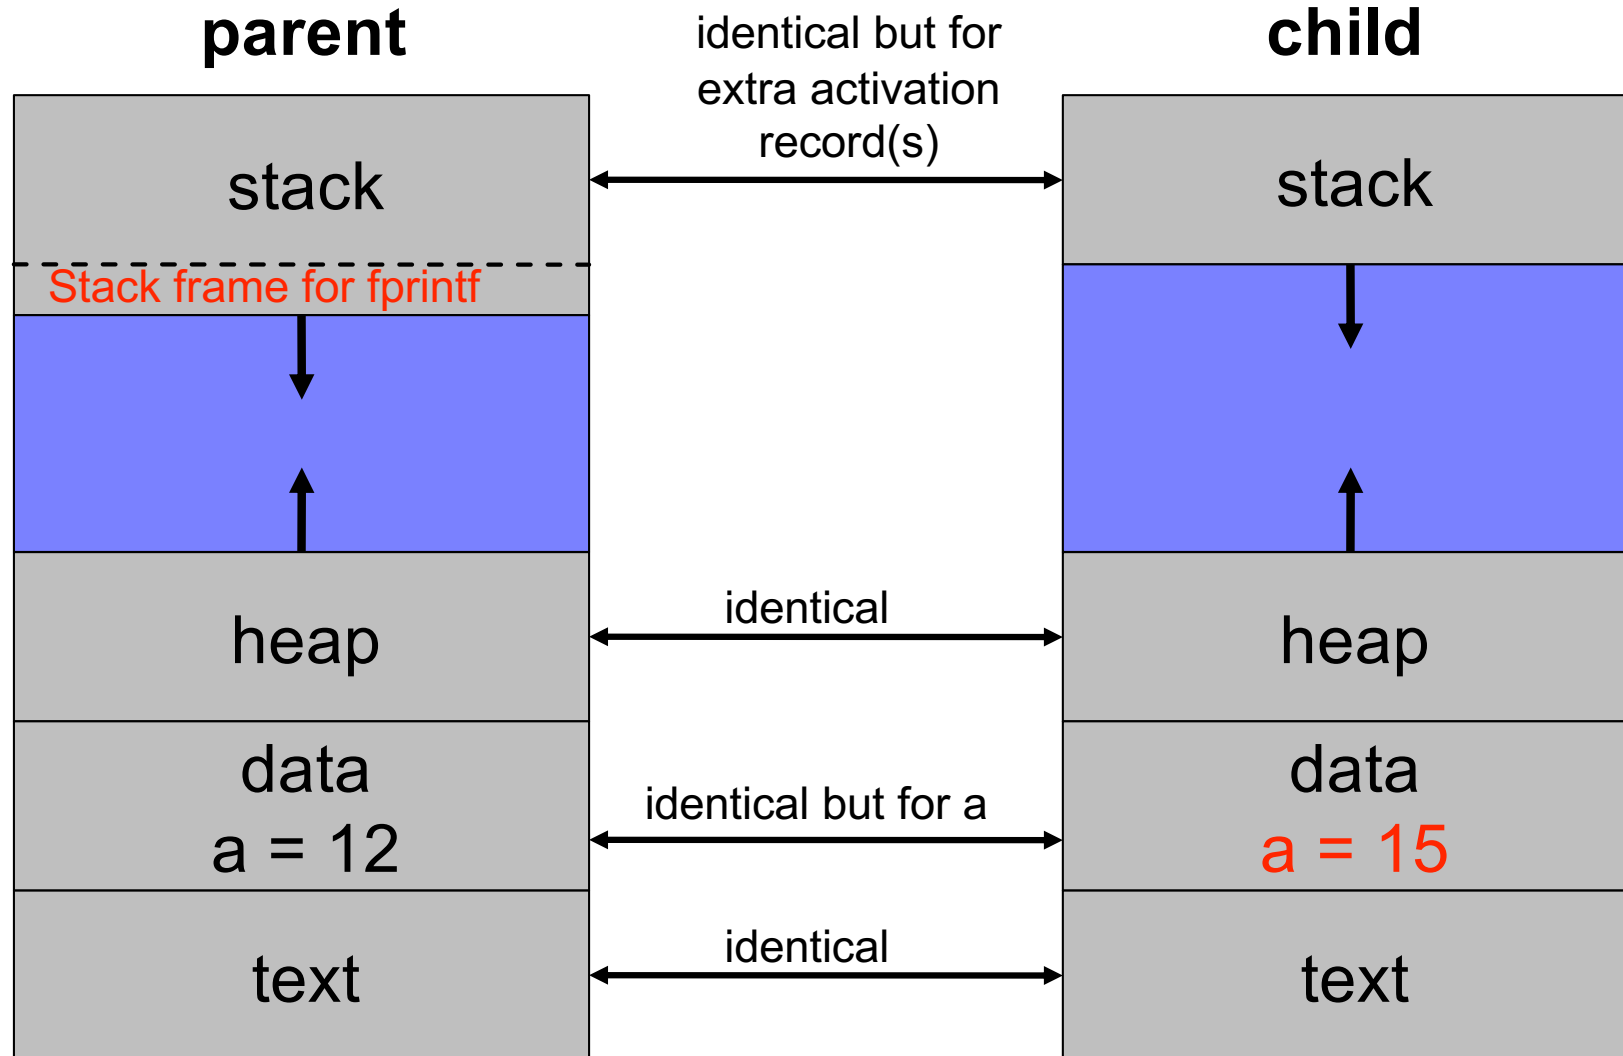 parent
identical but for
extra activation
record(s)
child
stack
stack
Stack frame for fprintf
heap
identical
heap
data
a = 12
identical but for a
data
a = 15
text
identical
text